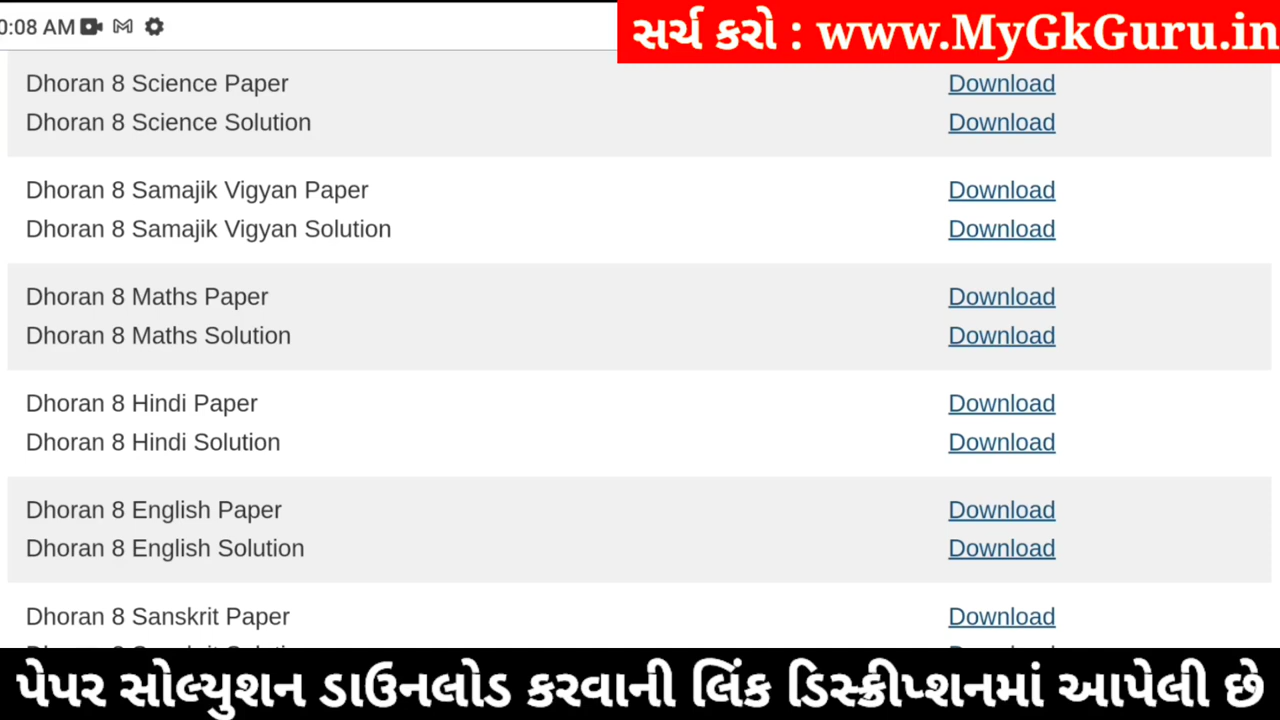 0:08 AM
સર્ચ કરો : www.MyGkGuru.in
Dhoran 8 Science Paper Download
Dhoran 8 Science Solution Download
Dhoran 8 Samajik Vigyan Paper Download
Dhoran 8 Samajik Vigyan Solution Download
Dhoran 8 Maths Paper Download
Dhoran 8 Maths Solution Download
Dhoran 8 Hindi Paper Download
Dhoran 8 Hindi Solution Download
Dhoran 8 English Paper Download
Dhoran 8 English Solution Download
Dhoran 8 Sanskrit Paper Download
પેપર સોલ્યુશન ડાઉનલોડ કરવાની લિંક ડિસ્ક્રીપ્શનમાં આપેલી છે